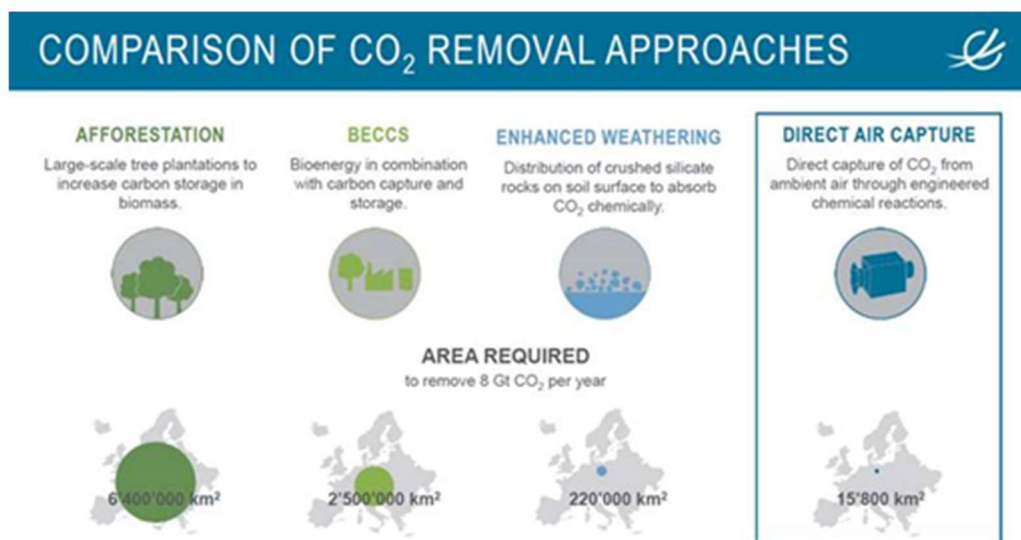 COMPARISON OF CO₂ REMOVAL APPROACHES
AFFORESTATION
Large-scale tree plantations to
increase carbon storage in
biomass.
BECCS
Bioenergy in combination
with carbon capture and
storage.
ENHANCED WEATHERING
Distribution of crushed silicate
rocks on soil surface to absorb
CO₂ chemically.
DIRECT AIR CAPTURE
Direct capture of CO₂ from
ambient air through engineered
chemical reactions.
AREA REQUIRED
to remove 8 Gt CO₂ per year
6'400'000 km²
2'500'000 km²
220'000 km²
15'800 km²